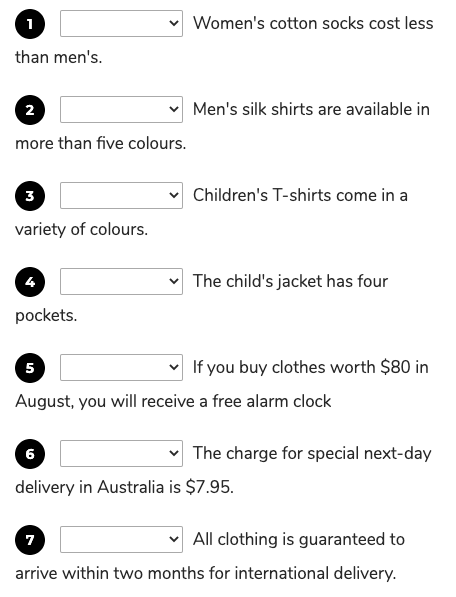 1 Women's cotton socks cost less
than men's.
2 Men's silk shirts are available in
more than five colours.
3 Children's T-shirts come in a
variety of colours.
4 The child's jacket has four
pockets.
5 If you buy clothes worth $80 in
August, you will receive a free alarm clock
6 The charge for special next-day
delivery in Australia is $7.95.
7 All clothing is guaranteed to
arrive within two months for international delivery.